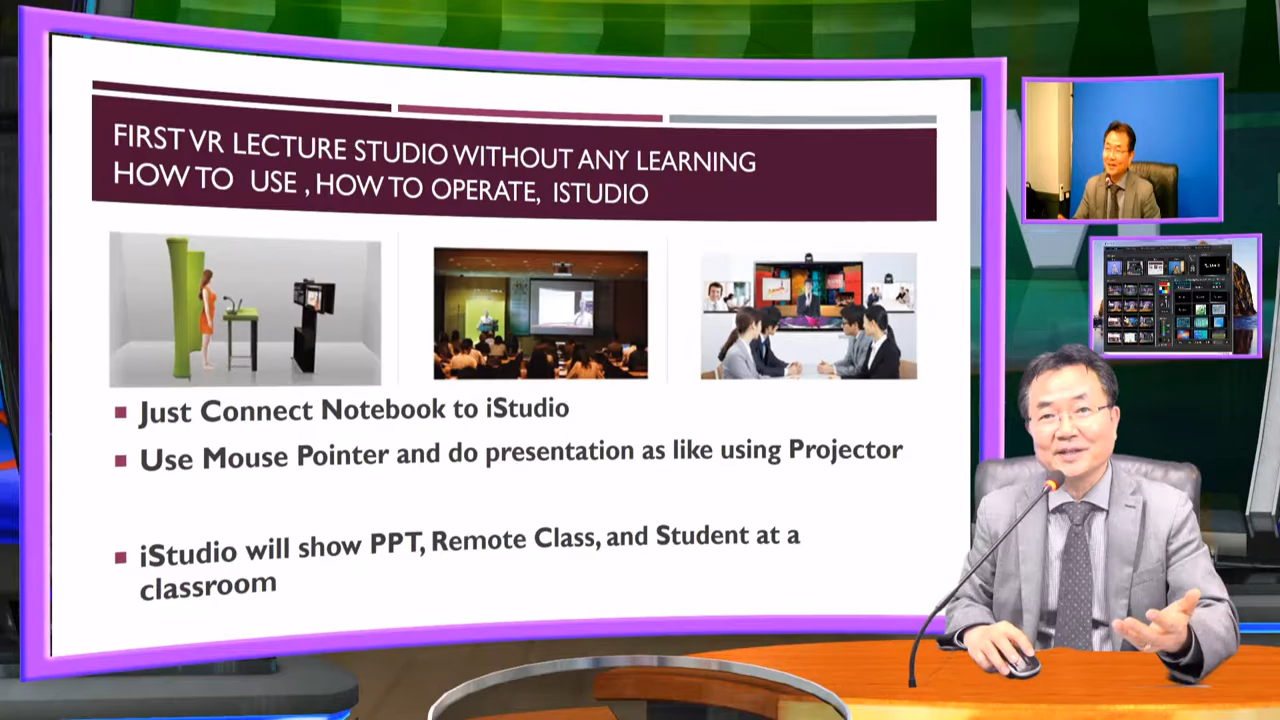 FIRST VR LECTURE STUDIO WITHOUT ANY LEARNING
HOW TO USE , HOW TO OPERATE, ISTUDIO
Just Connect Notebook to iStudio
Use Mouse Pointer and do presentation as like using Projector
iStudio will show PPT, Remote Class, and Student at a
classroom